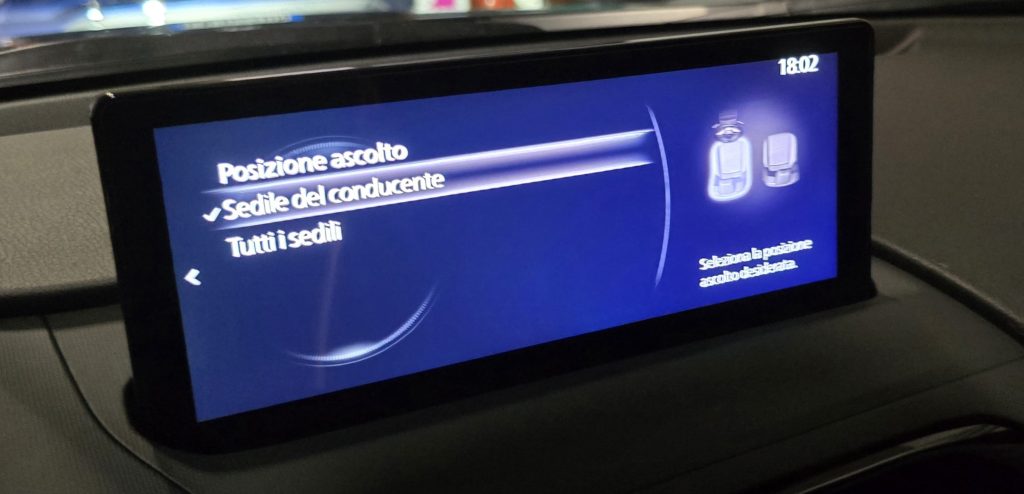 18:02
Posizione ascolto
Sedile del conducente
Tutti i sedili
Seleziona la posizione
ascolto desiderata.